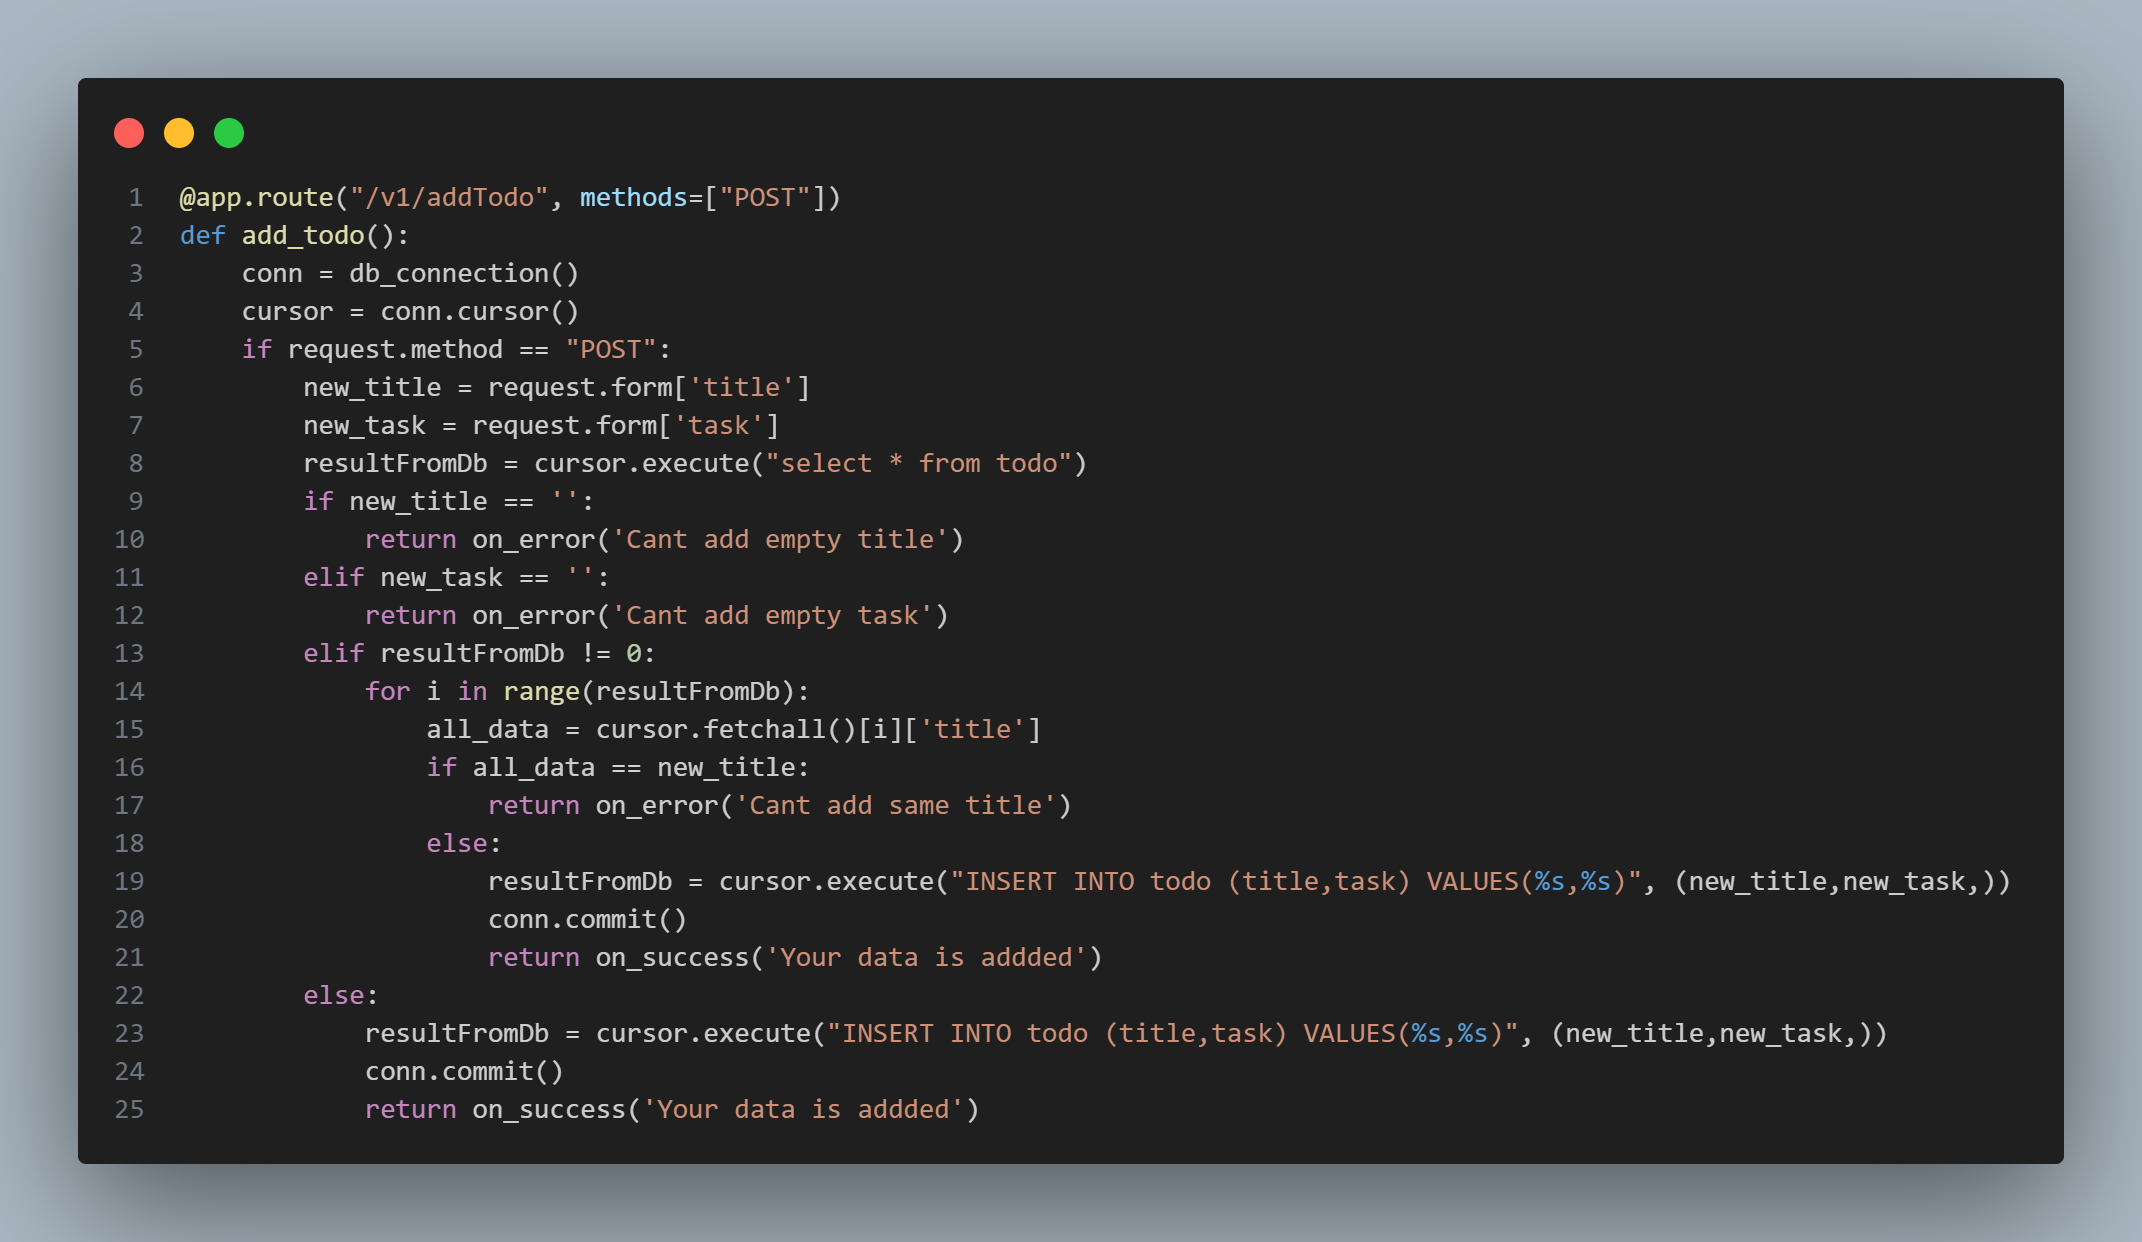 1 @app.route("/v1/addTodo", methods=["POST"])
2 def add_todo():
3     conn = db_connection()
4     cursor = conn.cursor()
5     if request.method == "POST":
6         new_title = request.form['title']
7         new_task = request.form['task']
8         resultFromDb = cursor.execute("select * from todo")
9         if new_title == '':
10             return on_error('Cant add empty title')
11         elif new_task == '':
12             return on_error('Cant add empty task')
13         elif resultFromDb != 0:
14             for i in range(resultFromDb):
15                 all_data = cursor.fetchall()[i]['title']
16                 if all_data == new_title:
17                     return on_error('Cant add same title')
18                 else:
19                     resultFromDb = cursor.execute("INSERT INTO todo (title,task) VALUES(%s,%s)", (new_title,new_task,))
20                     conn.commit()
21                     return on_success('Your data is addded')
22         else:
23             resultFromDb = cursor.execute("INSERT INTO todo (title,task) VALUES(%s,%s)", (new_title,new_task,))
24             conn.commit()
25             return on_success('Your data is addded')